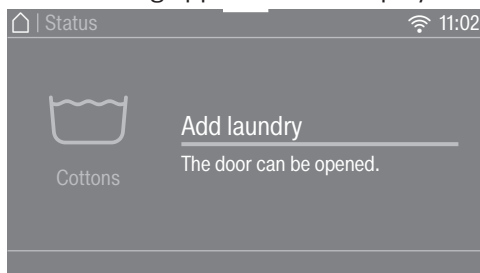 | Status
11:02
Add laundry
The door can be opened.
Cottons